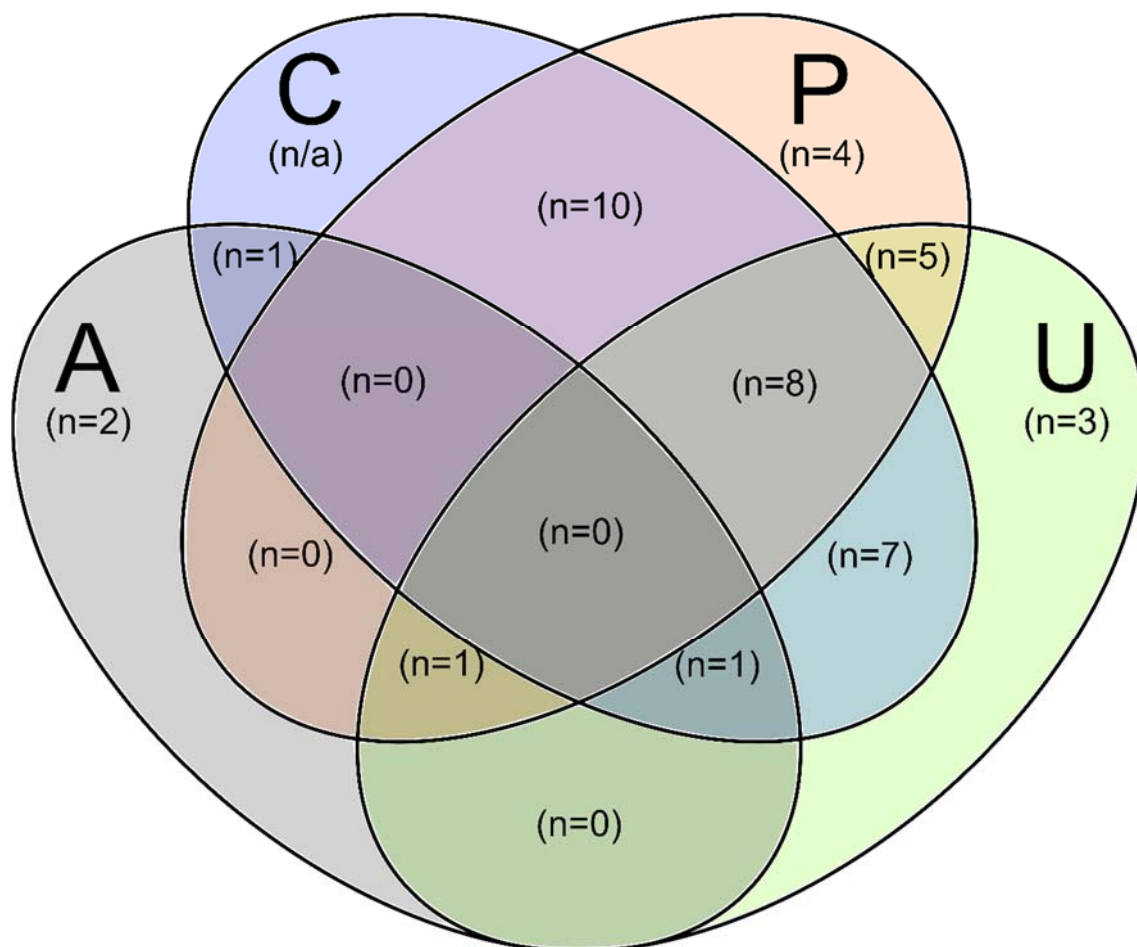 C
(n/a)
P
(n=4)
(n=10)
(n=1)
(n=5)
A
(n=2)
(n=0)
(n=8)
U
(n=3)
(n=0)
(n=0)
(n=7)
(n=1)
(n=1)
(n=0)